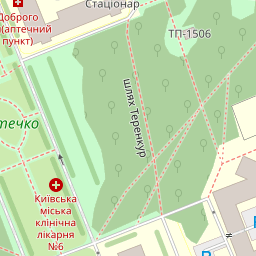 Стаціонар
Доброго
(аптечний
пункт)
ТП-1506
шлях Теренкур
течко
Київська
міська
клінічна
лікарня
№6